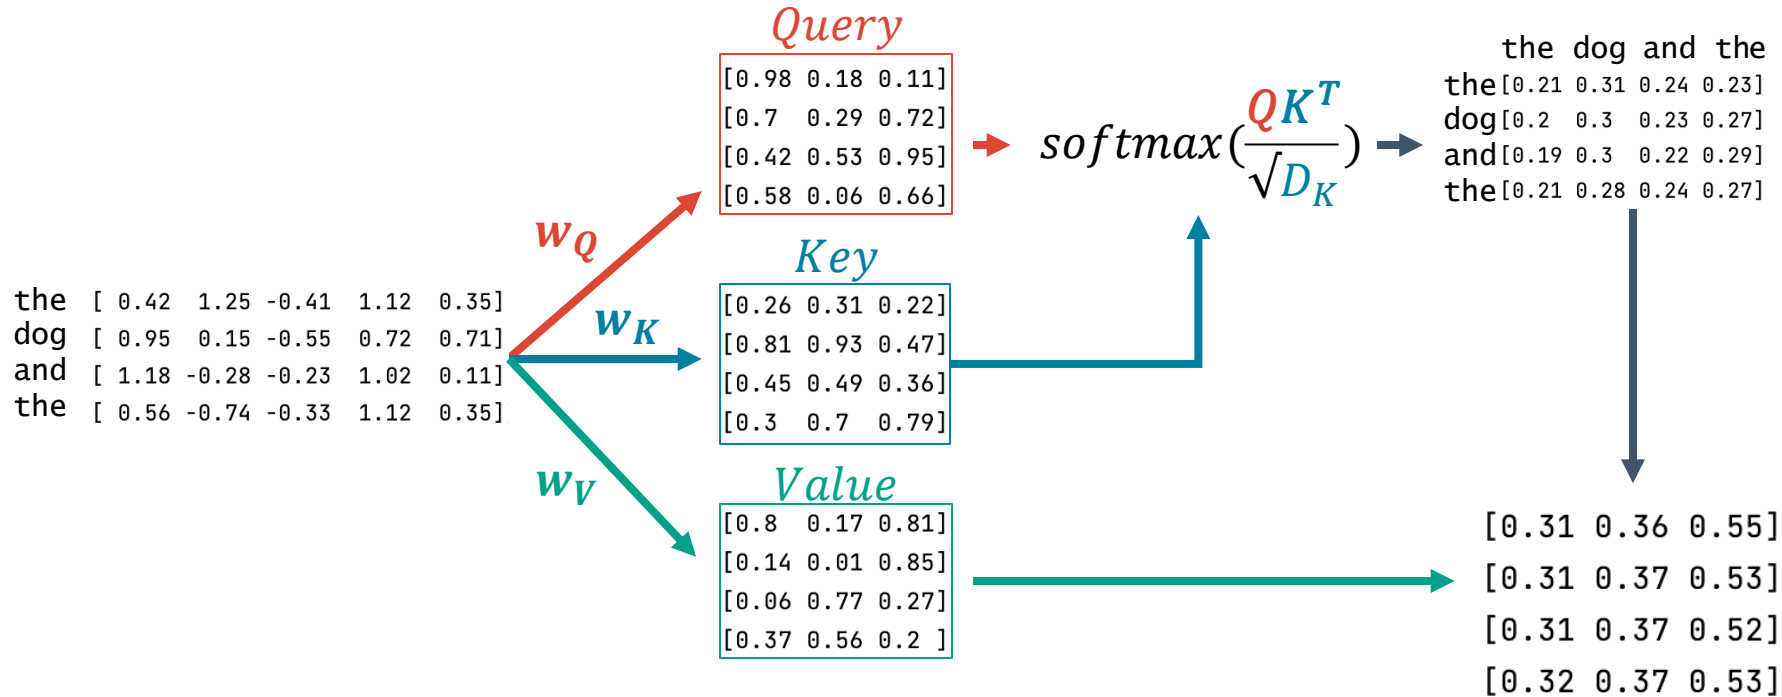 the [ 0.42 1.25 -0.41 1.12 0.35]
dog [ 0.95 0.15 -0.55 0.72 0.71]
and [ 1.18 -0.28 -0.23 1.02 0.11]
the [ 0.56 -0.74 -0.33 1.12 0.35]
w_Q
w_K
w_V
Query
[0.98 0.18 0.11]
[0.7 0.29 0.72]
[0.42 0.53 0.95]
[0.58 0.06 0.66]
Key
[0.26 0.31 0.22]
[0.81 0.93 0.47]
[0.45 0.49 0.36]
[0.3 0.7 0.79]
Value
[0.8 0.17 0.81]
[0.14 0.01 0.85]
[0.06 0.77 0.27]
[0.37 0.56 0.2 ]
softmax(QK^T/√D_K)
the dog and the
the[0.21 0.31 0.24 0.23]
dog[0.2 0.3 0.23 0.27]
and[0.19 0.3 0.22 0.29]
the[0.21 0.28 0.24 0.27]
[0.31 0.36 0.55]
[0.31 0.37 0.53]
[0.31 0.37 0.52]
[0.32 0.37 0.53]